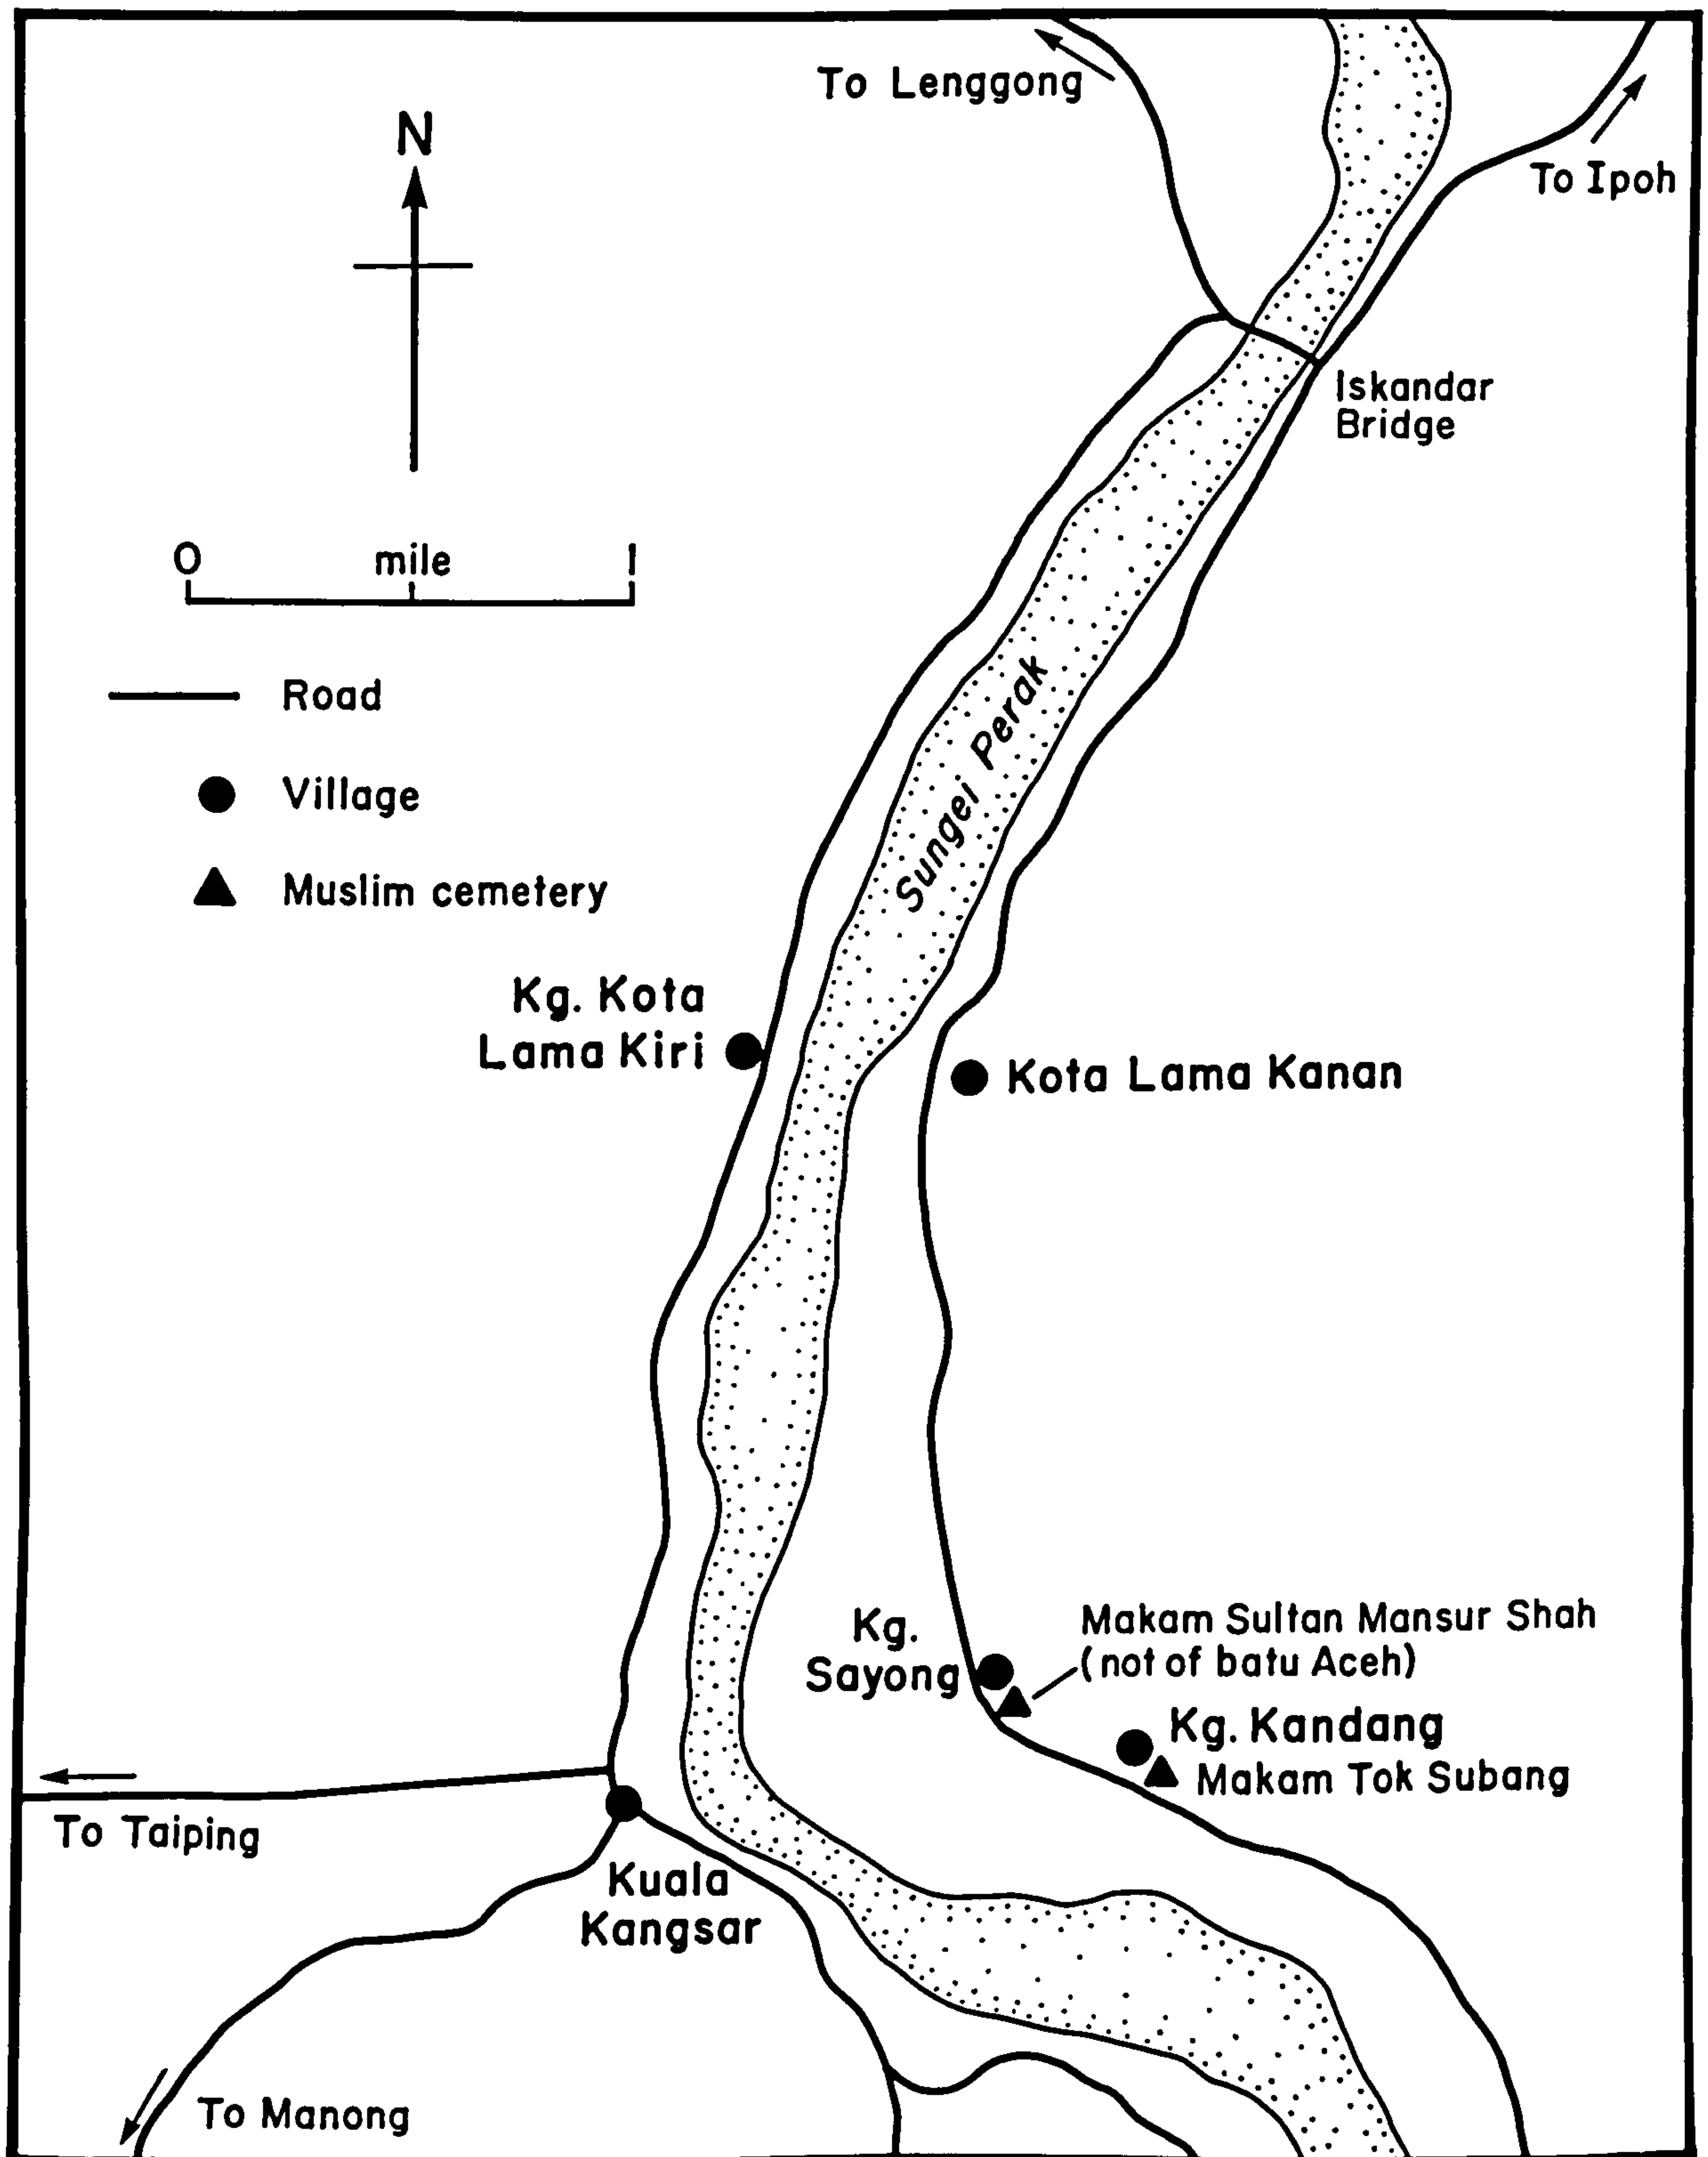 To Lenggong
N
To Ipoh
Iskandar
Bridge
0 mile 1
Road
Sungei Perak
Village
Muslim cemetery
Kg. Kota
Lama Kiri
Kota Lama Kanan
Makam Sultan Mansur Shah
(not of batu Aceh)
Kg.
Sayong
Kg. Kandang
Makam Tok Subang
To Taiping
Kuala
Kangsar
To Manong